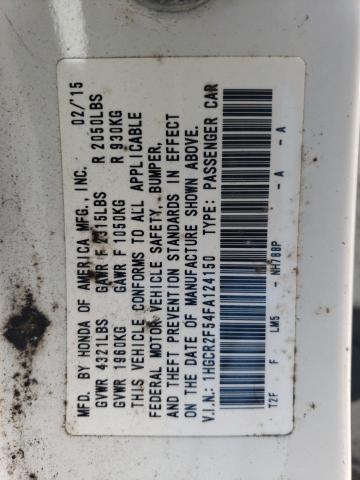 MFD. BY HONDA OF AMERICA MFG., INC. 02/'15
GVWR 4321LBS GAWR F 2315LBS R 2050LBS
GVWR 1960KG GAWR F 1050KG R 930KG
THIS VEHICLE CONFORMS TO ALL APPLICABLE
FEDERAL MOTOR VEHICLE SAFETY, BUMPER,
AND THEFT PREVENTION STANDARDS IN EFFECT
ON THE DATE OF MANUFACTURE SHOWN ABOVE.
V.I.N.: 1HGCR2F54FA124150 TYPE: PASSENGER CAR
T2F F LM5 - NH788P - A - A